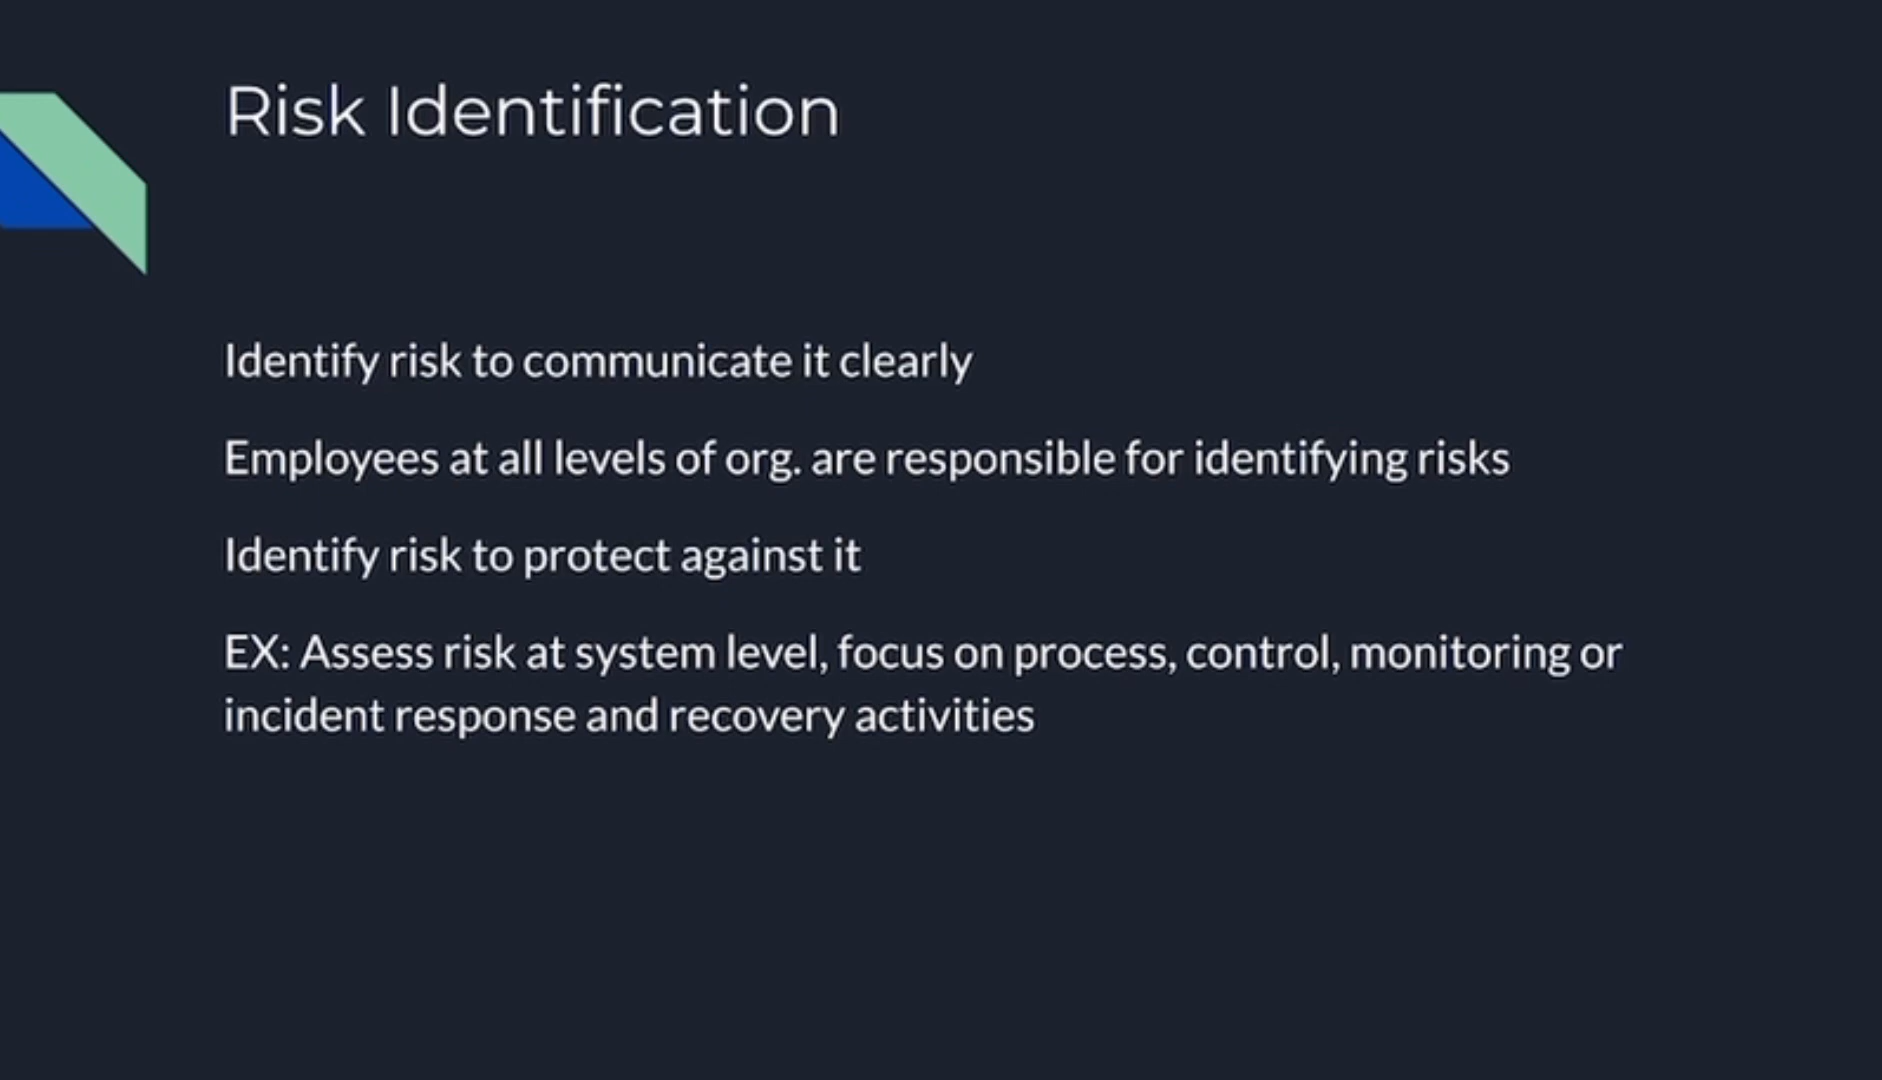 Risk Identification
Identify risk to communicate it clearly
Employees at all levels of org. are responsible for identifying risks
Identify risk to protect against it
EX: Assess risk at system level, focus on process, control, monitoring or
incident response and recovery activities